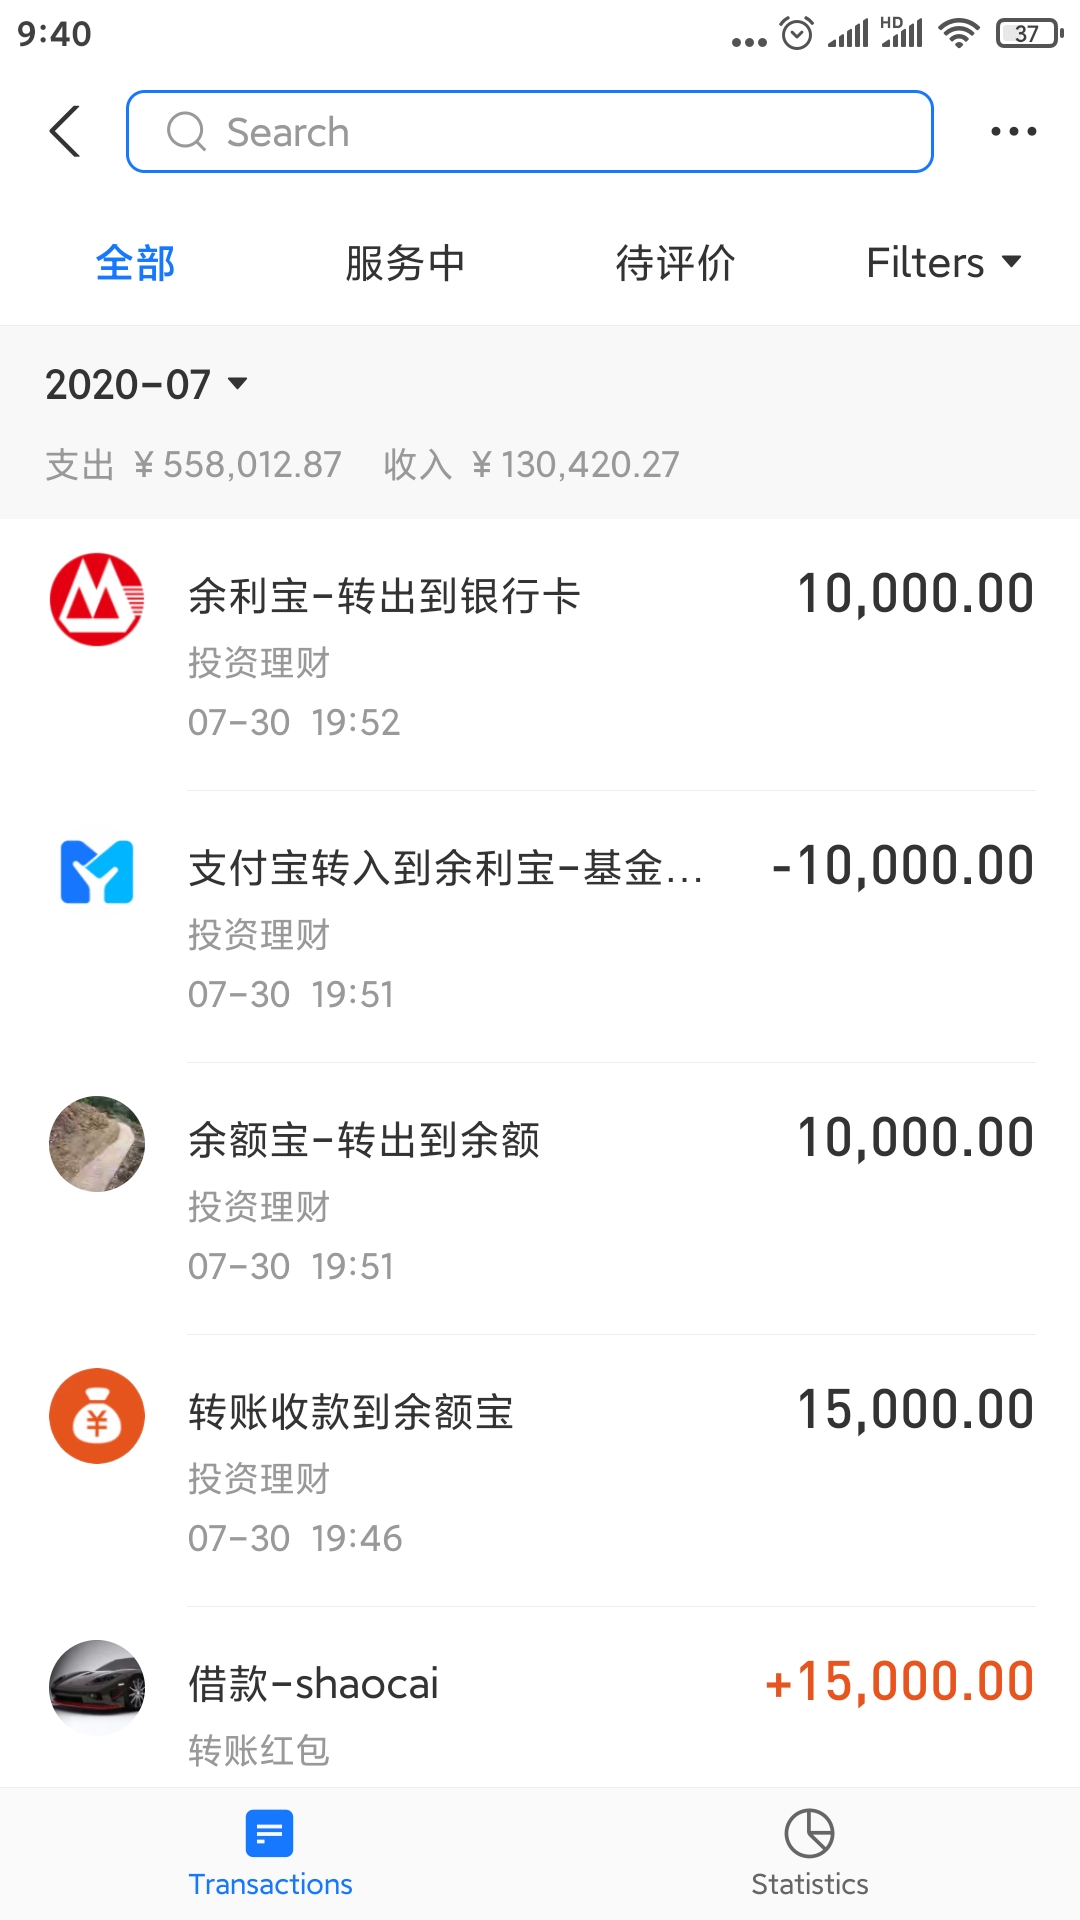 9:40
HD
37
Search
全部 服务中 待评价 Filters
2020-07
支出 ¥558,012.87 收入 ¥130,420.27
余利宝-转出到银行卡 10,000.00
投资理财
07-30 19:52
支付宝转入到余利宝-基金... -10,000.00
投资理财
07-30 19:51
余额宝-转出到余额 10,000.00
投资理财
07-30 19:51
转账收款到余额宝 15,000.00
投资理财
07-30 19:46
借款-shaocai +15,000.00
转账红包
Transactions Statistics